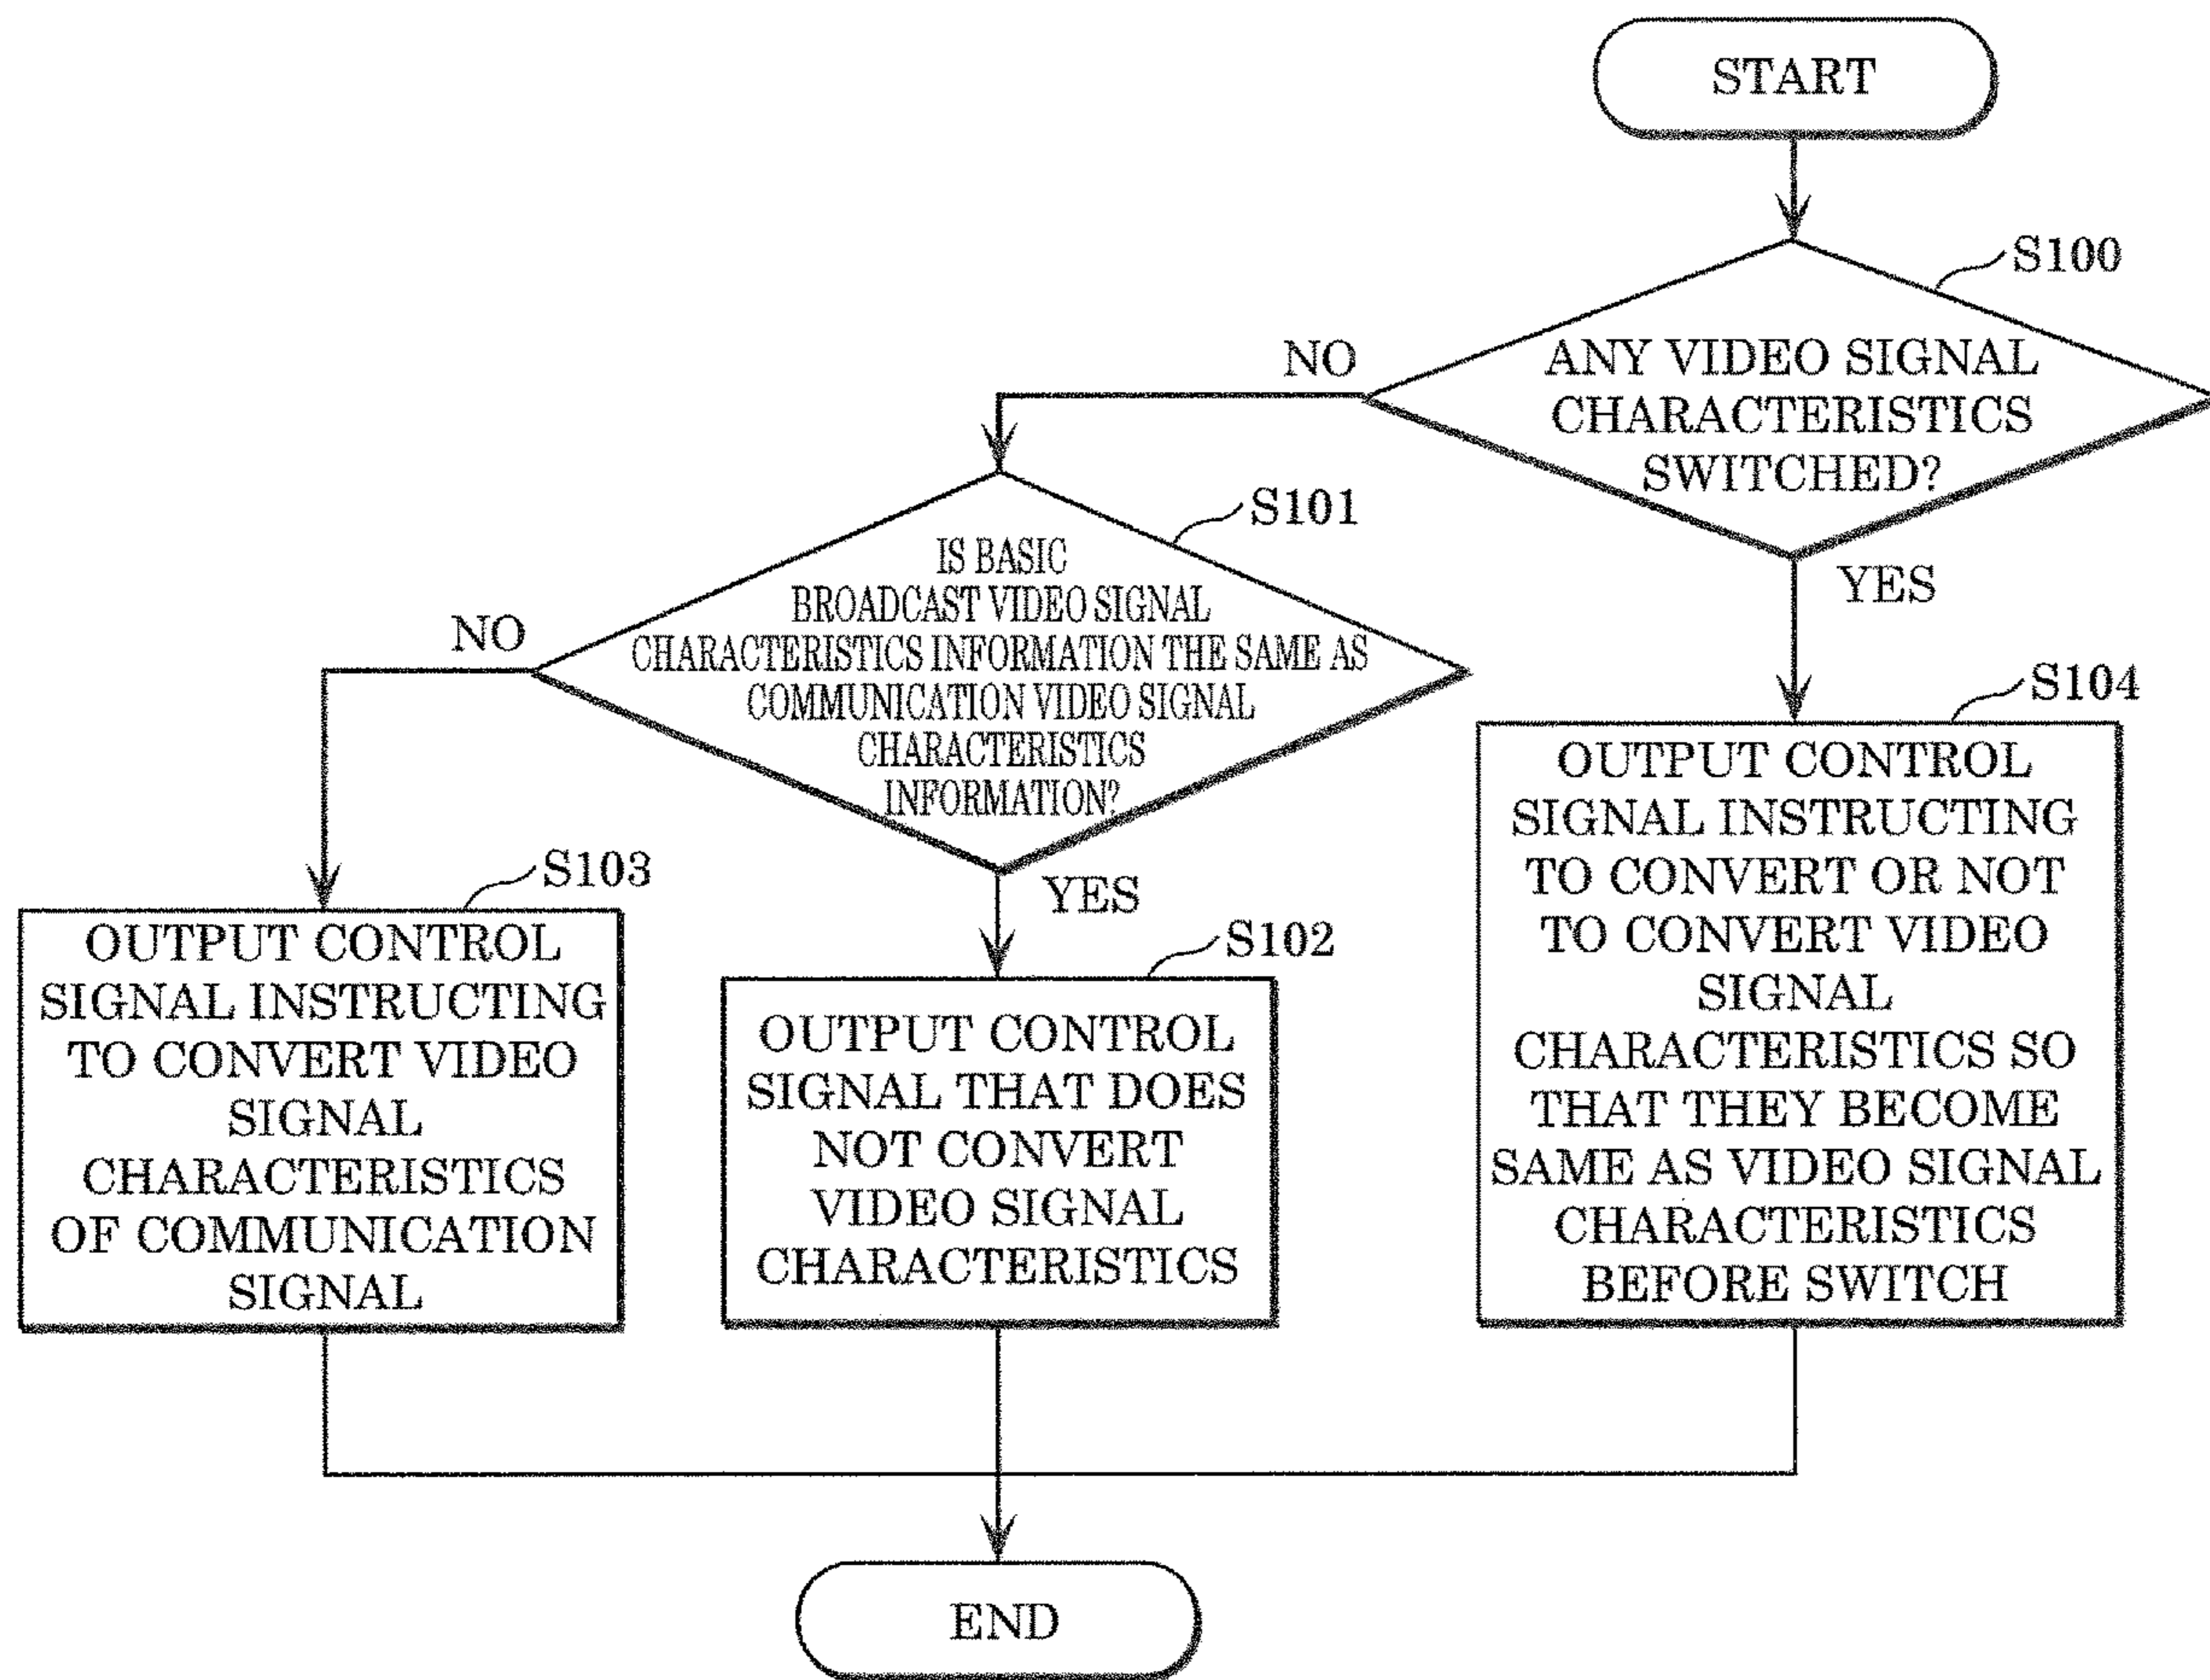 START
S100
ANY VIDEO SIGNAL
CHARACTERISTICS
SWITCHED?
NO
YES
S101
IS BASIC
BROADCAST VIDEO SIGNAL
CHARACTERISTICS INFORMATION THE SAME AS
COMMUNICATION VIDEO SIGNAL
CHARACTERISTICS
INFORMATION?
NO
YES
S103
OUTPUT CONTROL
SIGNAL INSTRUCTING
TO CONVERT VIDEO
SIGNAL
CHARACTERISTICS
OF COMMUNICATION
SIGNAL
S102
OUTPUT CONTROL
SIGNAL THAT DOES
NOT CONVERT
VIDEO SIGNAL
CHARACTERISTICS
S104
OUTPUT CONTROL
SIGNAL INSTRUCTING
TO CONVERT OR NOT
TO CONVERT VIDEO
SIGNAL
CHARACTERISTICS SO
THAT THEY BECOME
SAME AS VIDEO SIGNAL
CHARACTERISTICS
BEFORE SWITCH
END